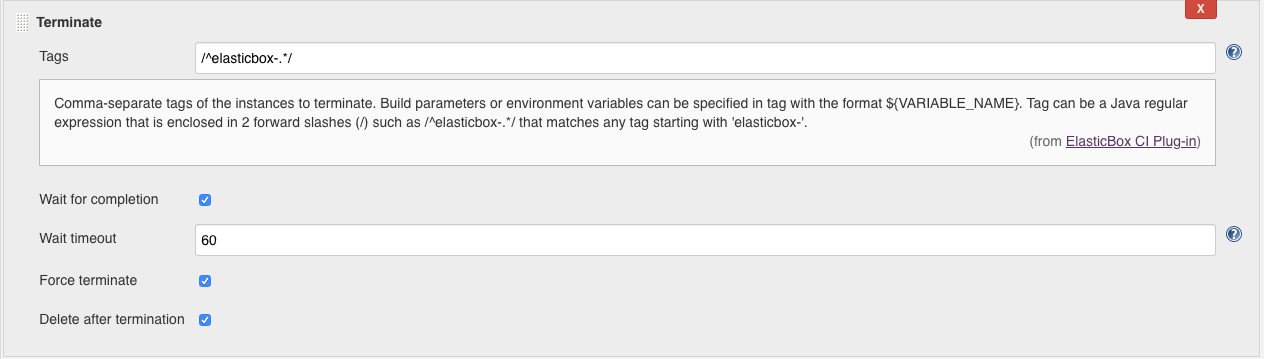 Terminate
X
Tags
/^elasticbox-.*/
?
Comma-separate tags of the instances to terminate. Build parameters or environment variables can be specified in tag with the format ${VARIABLE_NAME}. Tag can be a Java regular
expression that is enclosed in 2 forward slashes (/) such as /^elasticbox-.*/ that matches any tag starting with 'elasticbox-'.
(from ElasticBox CI Plug-in)
Wait for completion
Wait timeout
60
?
Force terminate
Delete after termination